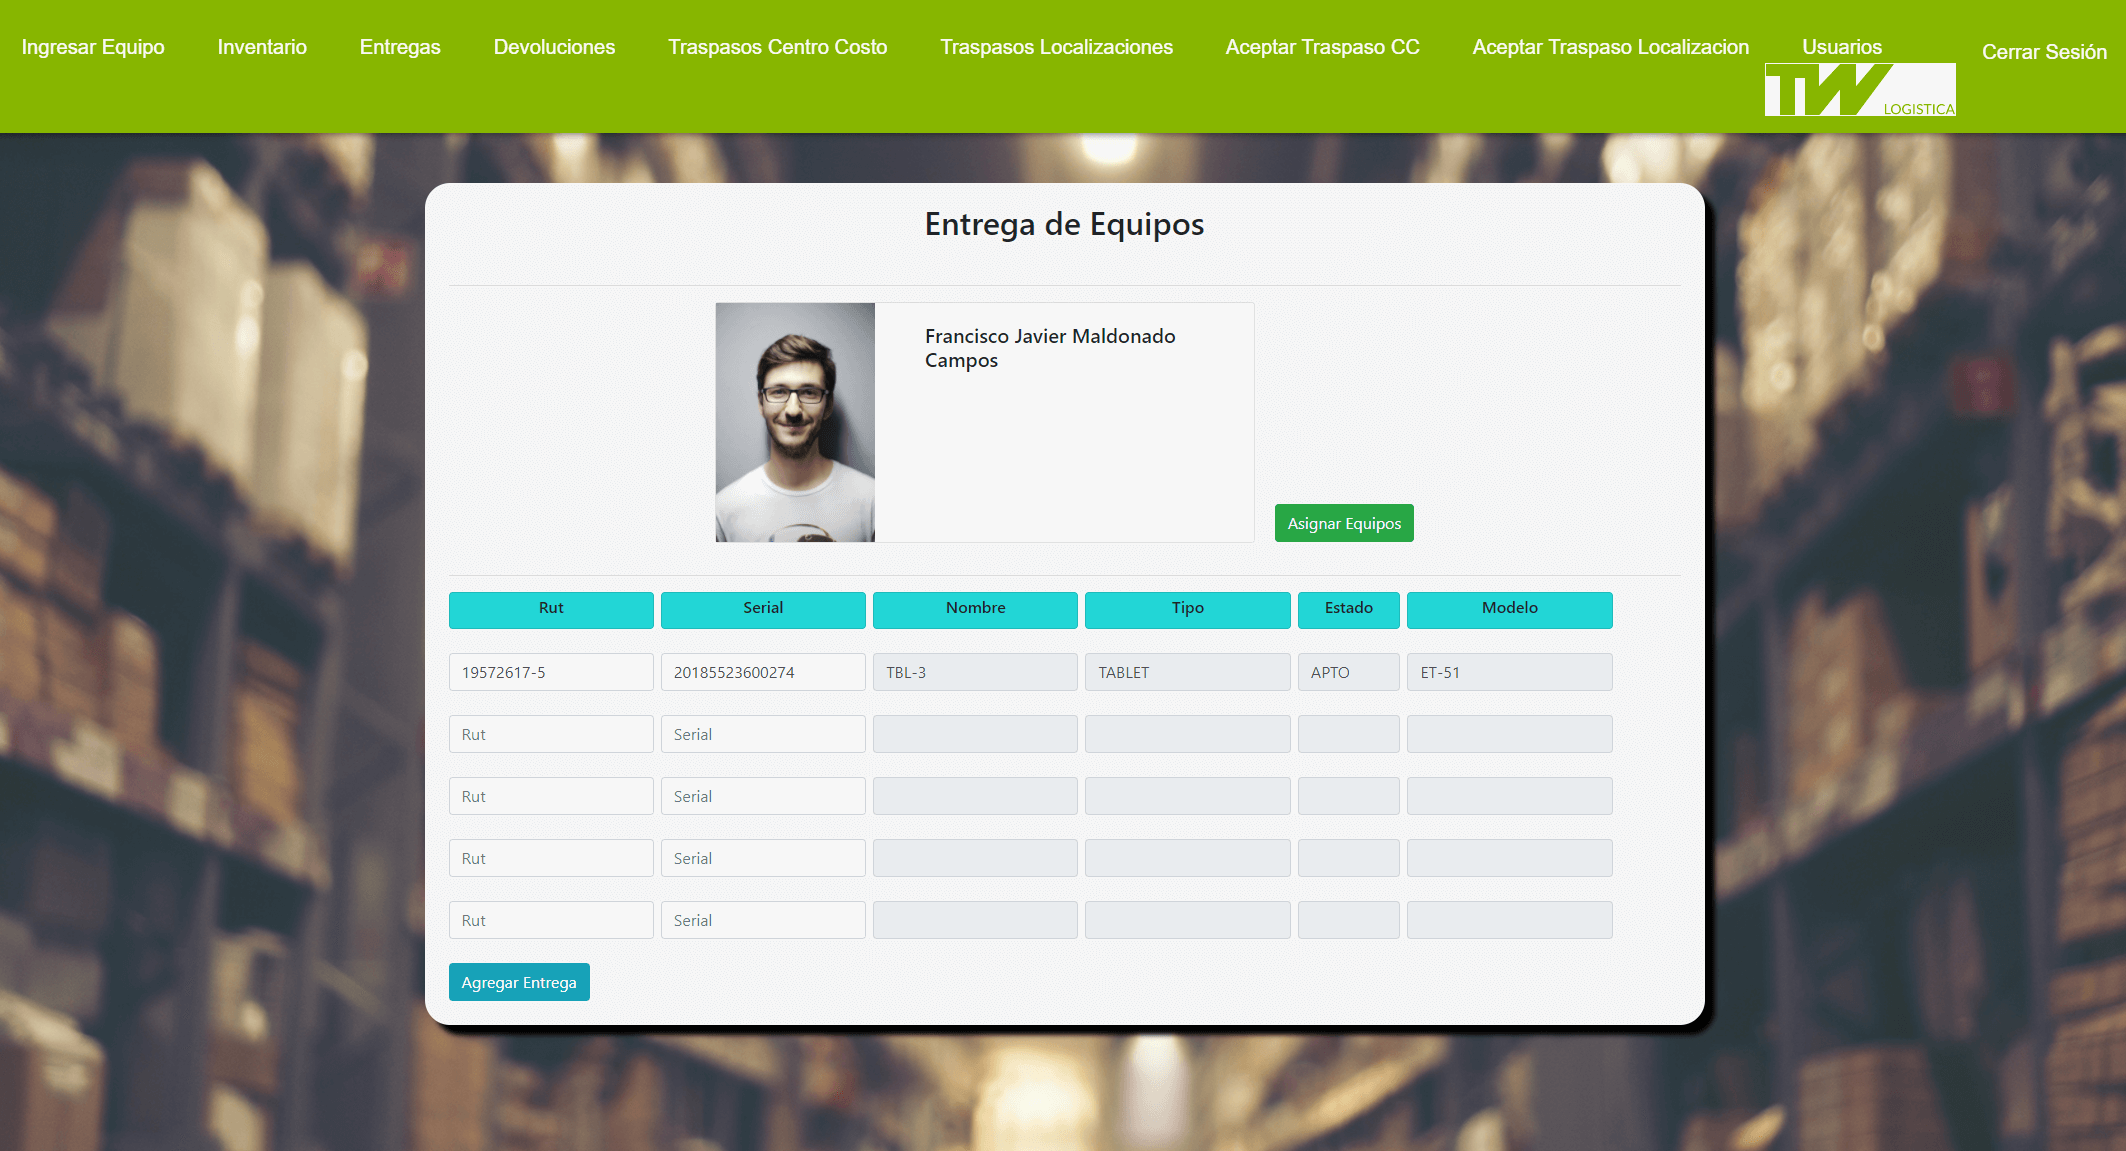 Ingresar Equipo Inventario Entregas Devoluciones Traspasos Centro Costo Traspasos Localizaciones Aceptar Traspaso CC Aceptar Traspaso Localizacion Usuarios Cerrar Sesión
TW LOGISTICA
Entrega de Equipos
Francisco Javier Maldonado
Campos
Asignar Equipos
Rut Serial Nombre Tipo Estado Modelo
19572617-5 20185523600274 TBL-3 TABLET APTO ET-51
Rut Serial
Rut Serial
Rut Serial
Rut Serial
Agregar Entrega